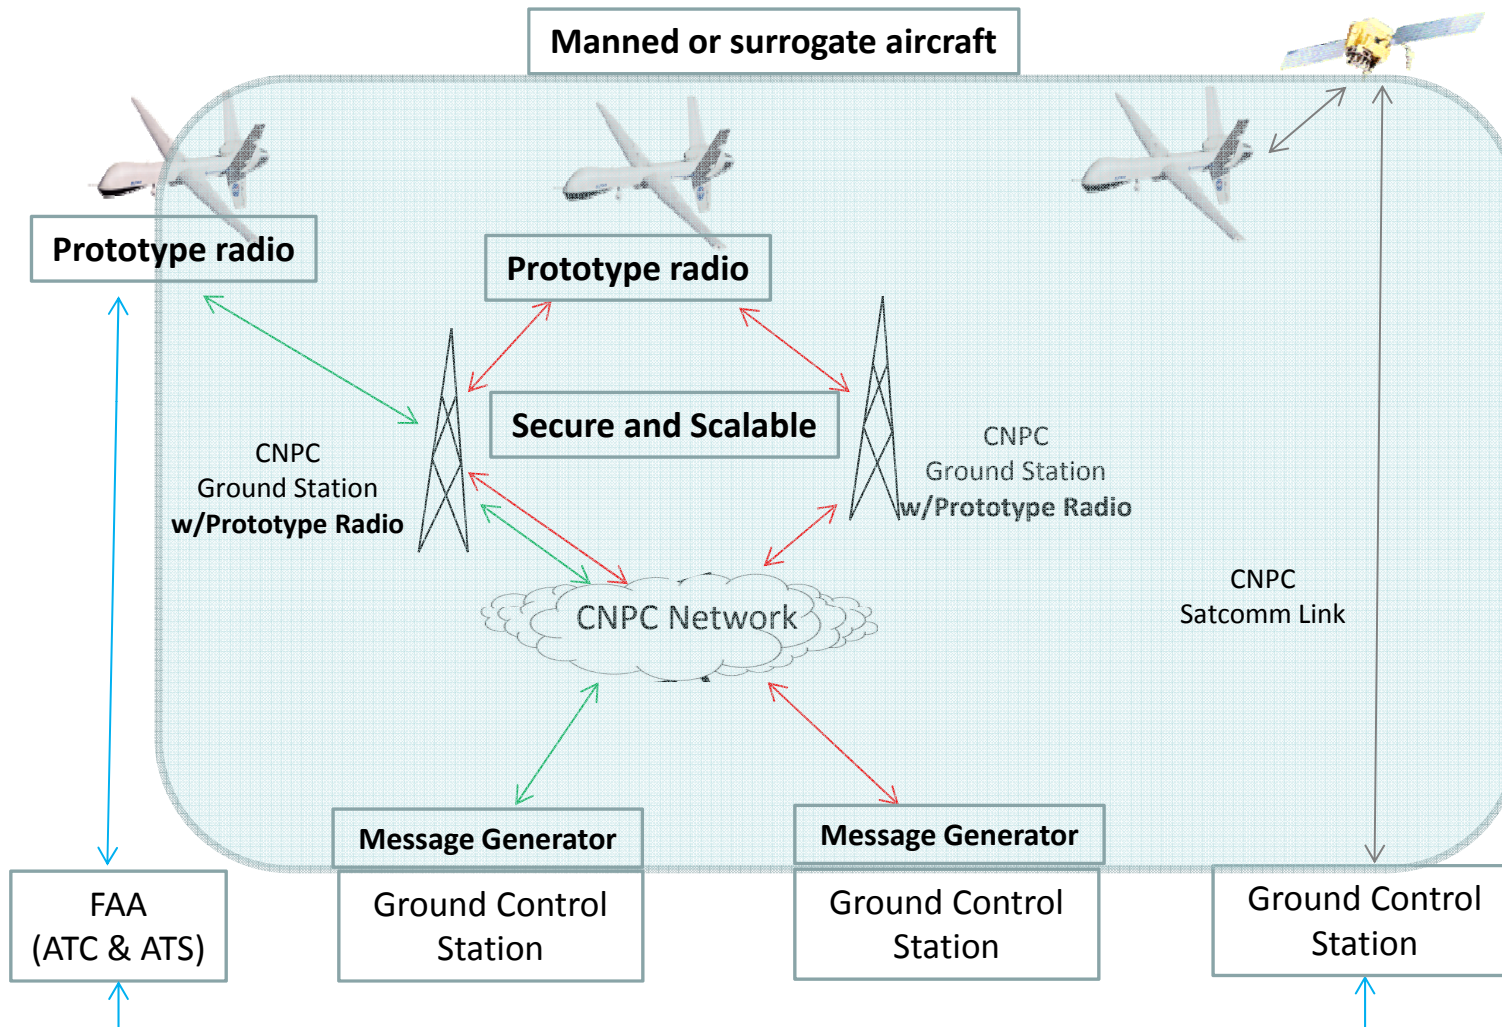 Manned or surrogate aircraft
Prototype radio
Prototype radio
Secure and Scalable
CNPC
Ground Station
w/Prototype Radio
CNPC
Ground Station
w/Prototype Radio
CNPC Network
CNPC
Satcomm Link
Message Generator
Message Generator
FAA
(ATC & ATS)
Ground Control
Station
Ground Control
Station
Ground Control
Station